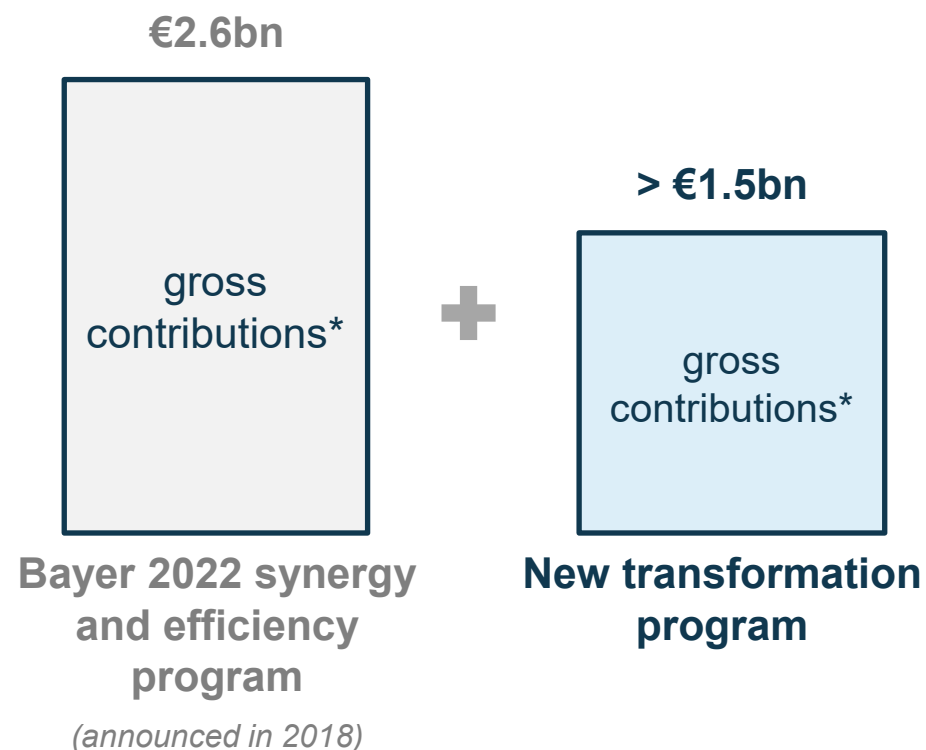 €2.6bn
gross
contributions*
Bayer 2022 synergy
and efficiency
program
(announced in 2018)
> €1.5bn
gross
contributions*
New transformation
program